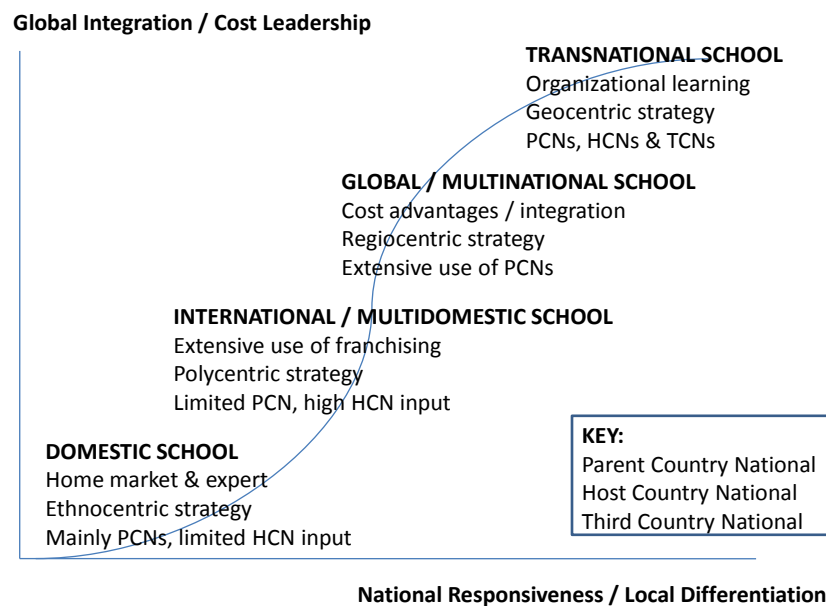 Global Integration / Cost Leadership
TRANSNATIONAL SCHOOL
Organizational learning
Geocentric strategy
PCNs, HCNs & TCNs
GLOBAL / MULTINATIONAL SCHOOL
Cost advantages / integration
Regiocentric strategy
Extensive use of PCNs
INTERNATIONAL / MULTIDOMESTIC SCHOOL
Extensive use of franchising
Polycentric strategy
Limited PCN, high HCN input
DOMESTIC SCHOOL
Home market & expert
Ethnocentric strategy
Mainly PCNs, limited HCN input
KEY:
Parent Country National
Host Country National
Third Country National
National Responsiveness / Local Differentiation